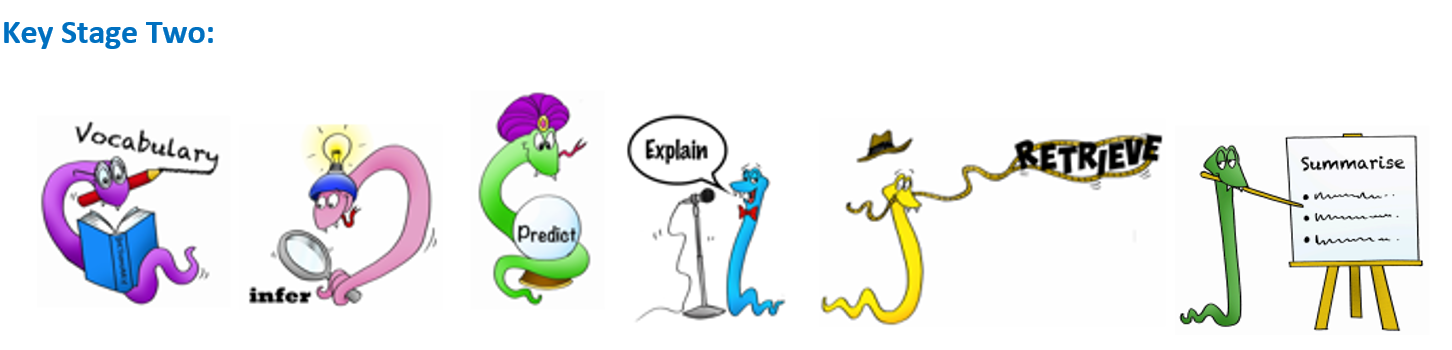 Key Stage Two:
Vocabulary
infer
Predict
Explain
RETRIEVE
Summarise